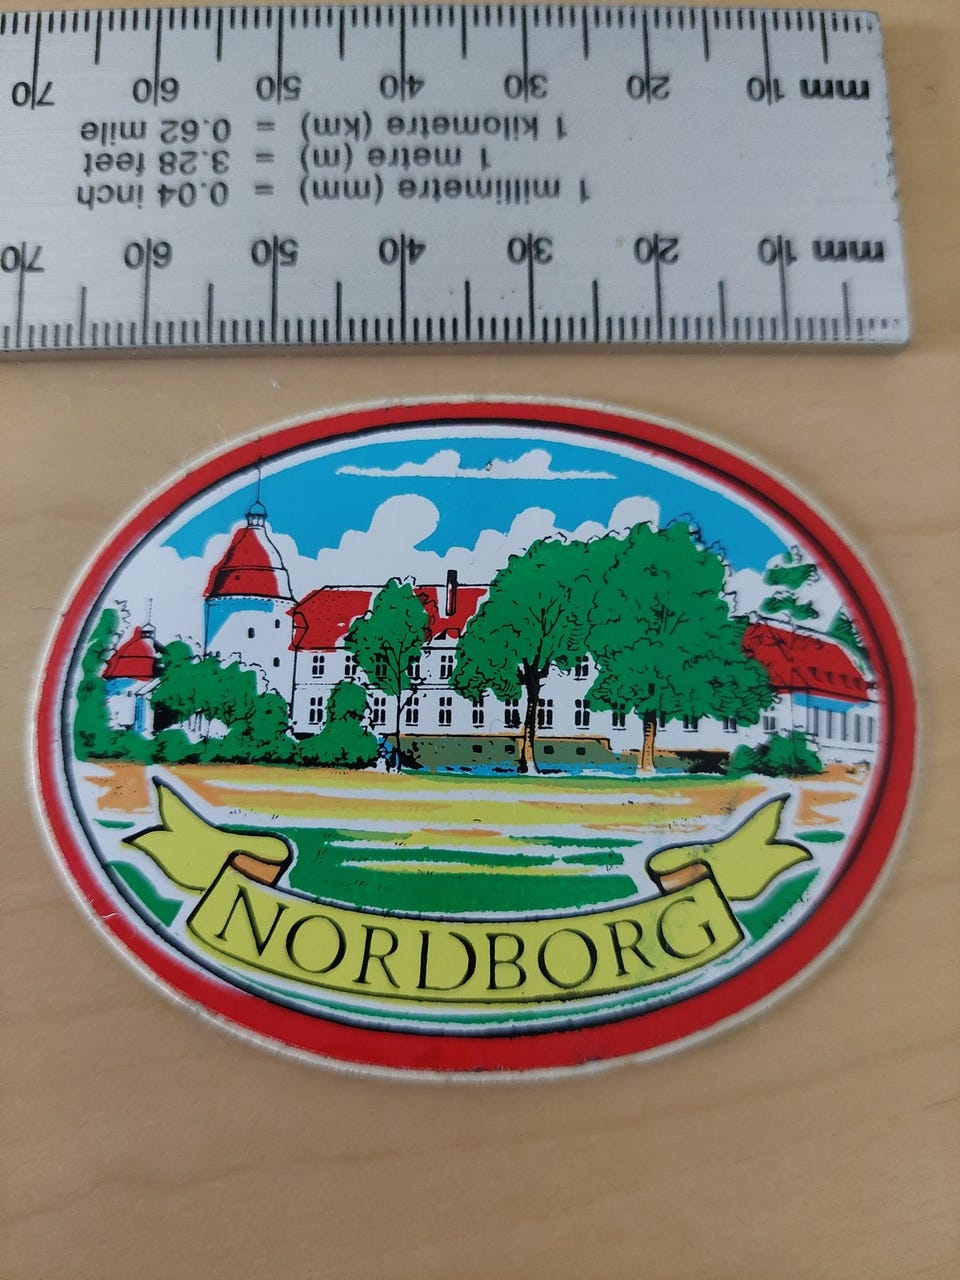 mm 10 20 30 40 50 60 70
1 millimetre (mm) = 0.04 inch
1 metre (m) = 3.28 feet
1 kilometre (km) = 0.62 mile
mm 10 20 30 40 50 60 70
NORDBORG